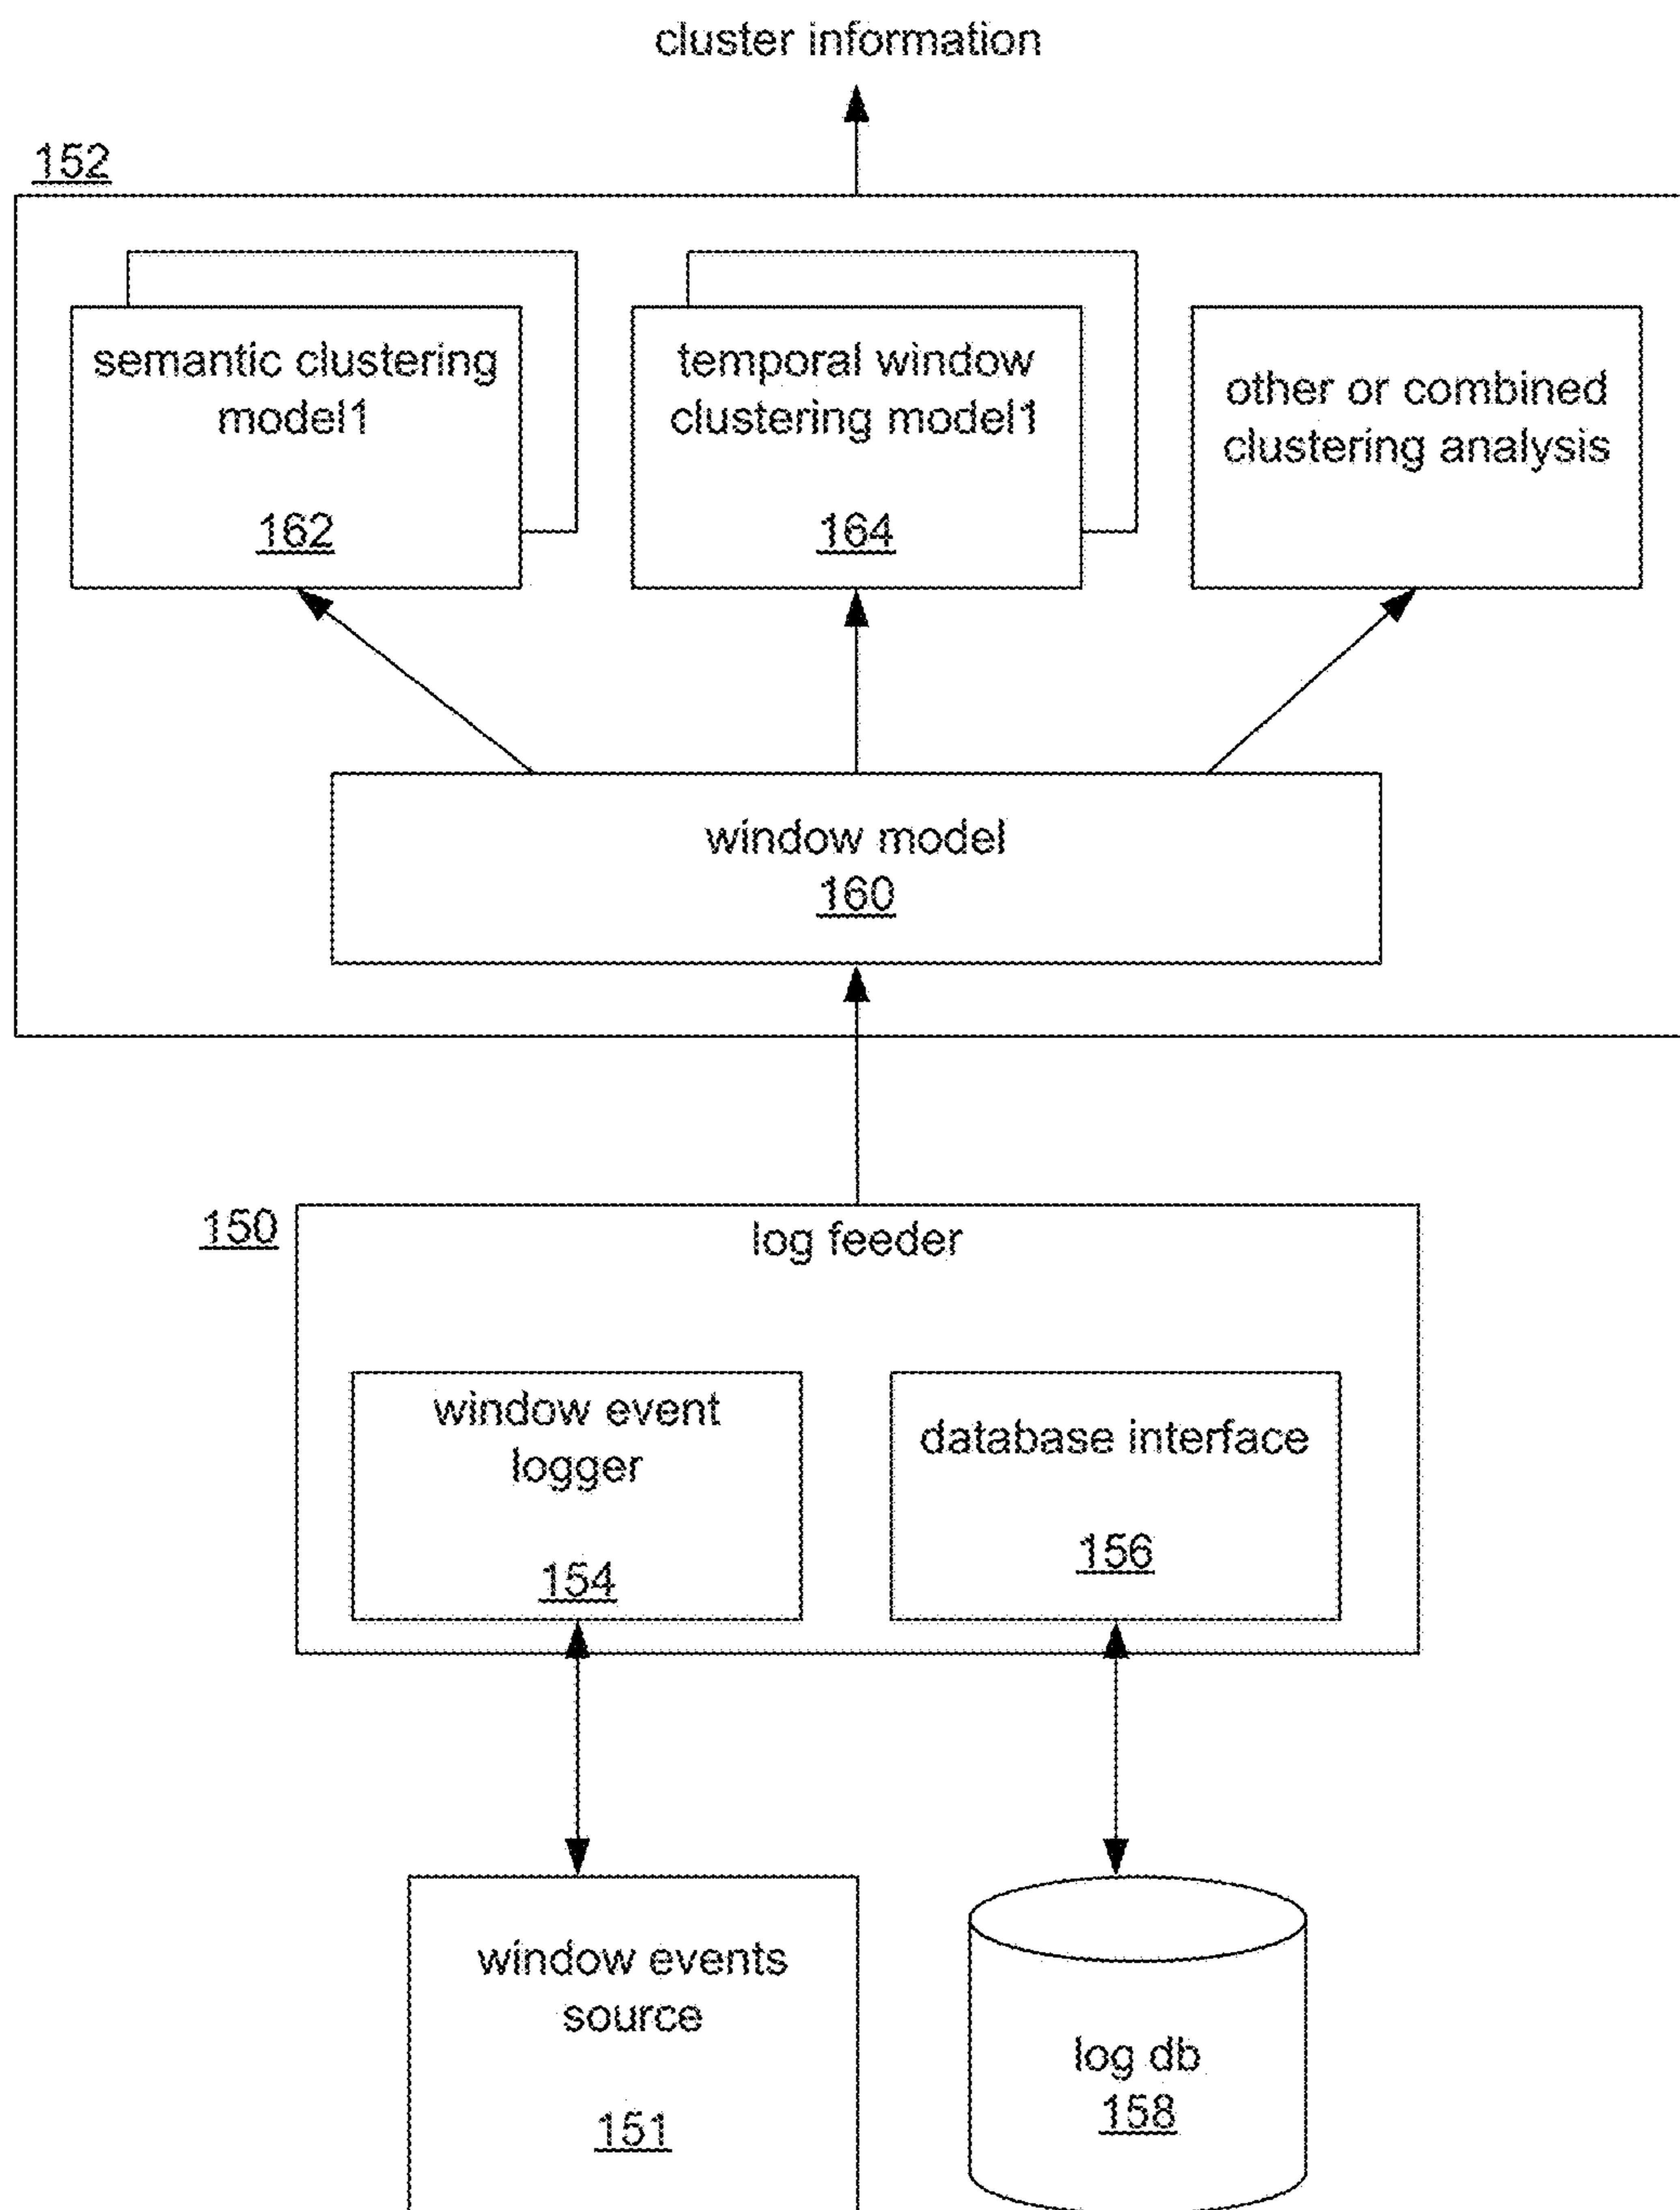 cluster information
152
semantic clustering
model1
162
temporal window
clustering model1
164
other or combined
clustering analysis
window model
160
150
log feeder
window event
logger
154
database interface
156
window events
source
151
log db
158